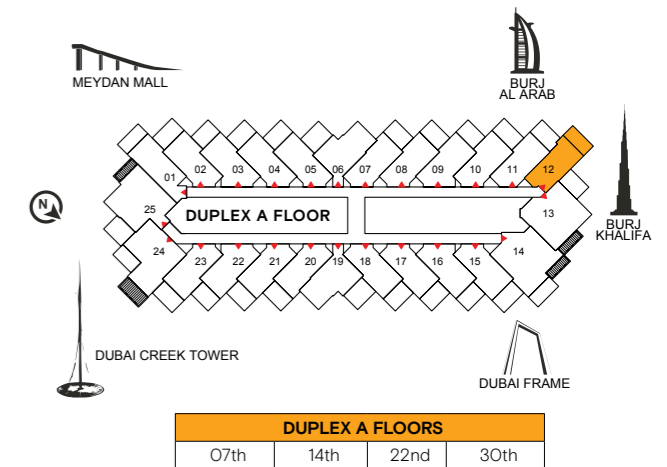 MEYDAN MALL
BURJ
AL ARAB
BURJ
KHALIFA
N
01
02
03
04
05
06
07
08
09
10
11
12
13
DUPLEX A FLOOR
25
24
23
22
21
20
19
18
17
16
15
14
DUBAI CREEK TOWER
DUBAI FRAME
DUPLEX A FLOORS
07th 14th 22nd 30th